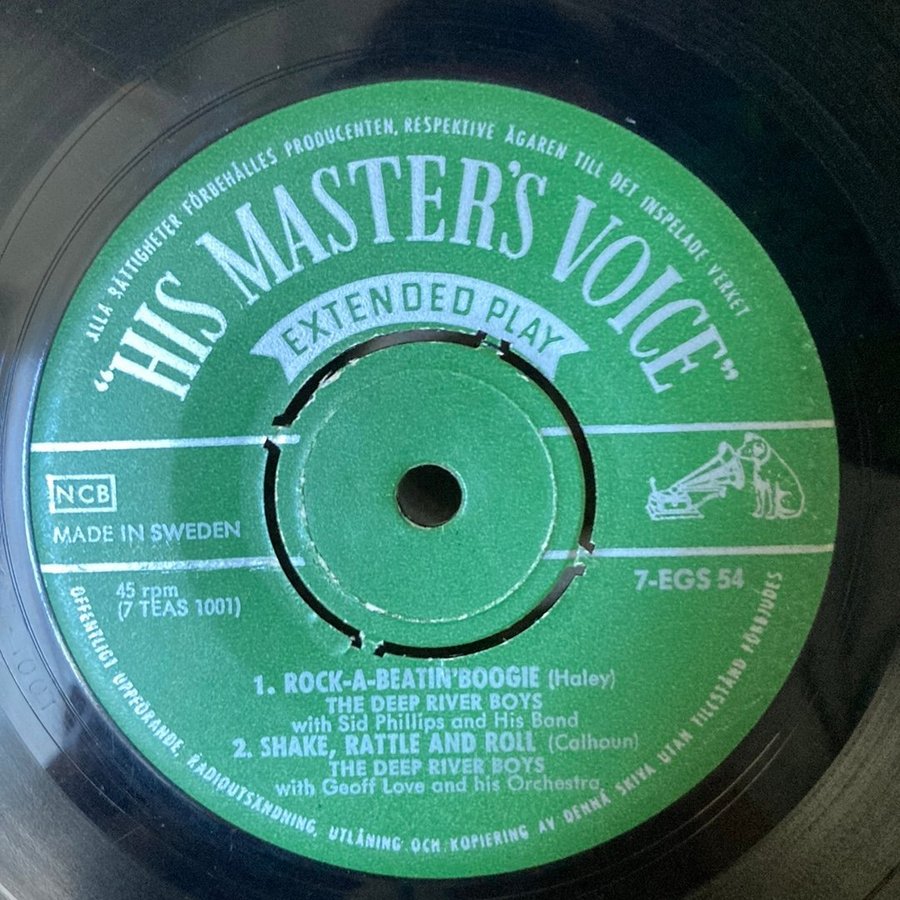 ALLA RÄTTIGHETER FÖRBEHÅLLES PRODUCENTEN, RESPEKTIVE ÄGAREN TILL DET INSPELADE VERKET
"HIS MASTER'S VOICE"
EXTENDED PLAY
NCB
MADE IN SWEDEN
45 rpm
(7 TEAS 1001)
7-EGS 54
1. ROCK-A-BEATIN'BOOGIE (Haley)
THE DEEP RIVER BOYS
with Sid Phillips and His Band
2. SHAKE, RATTLE AND ROLL (Calhoun)
THE DEEP RIVER BOYS
with Geoff Love and his Orchestra
OFFENTLIGT UPPFÖRANDE, RADIOUTSÄNDNING, UTLÅNING OCH KOPIERING AV DENNA SKIVA UTAN TILLSTÅND FÖRBJUDES